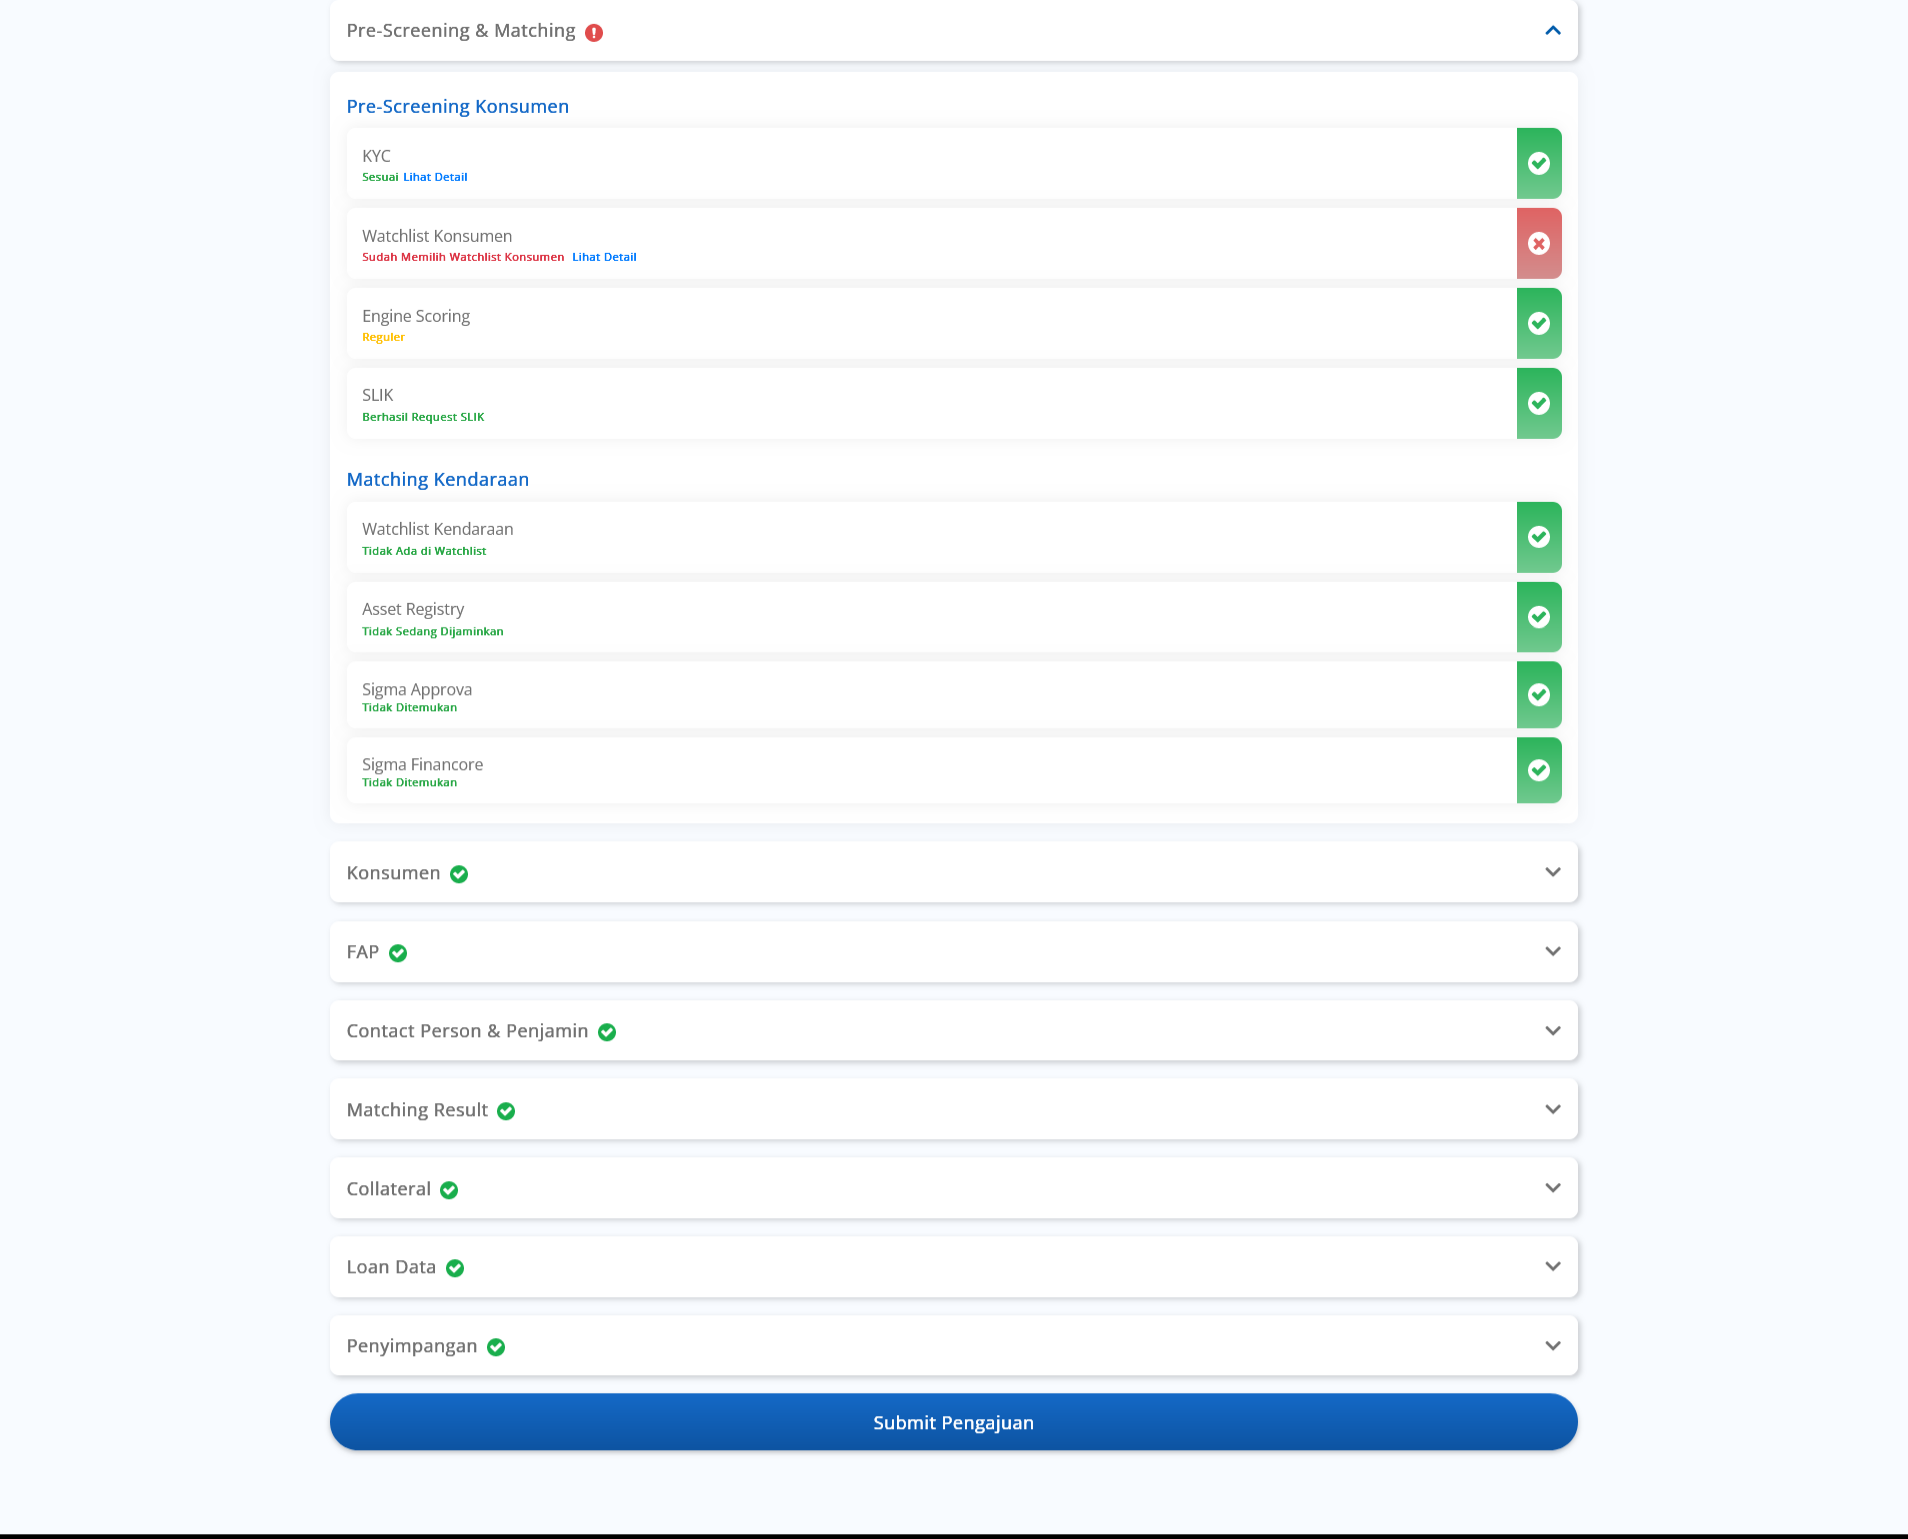 Pre-Screening & Matching
Pre-Screening Konsumen
KYC
Sesuai Lihat Detail
Watchlist Konsumen
Sudah Memilih Watchlist Konsumen Lihat Detail
Engine Scoring
Reguler
SLIK
Berhasil Request SLIK
Matching Kendaraan
Watchlist Kendaraan
Tidak Ada di Watchlist
Asset Registry
Tidak Sedang Dijaminkan
Sigma Approva
Tidak Ditemukan
Sigma Financore
Tidak Ditemukan
Konsumen
FAP
Contact Person & Penjamin
Matching Result
Collateral
Loan Data
Penyimpangan
Submit Pengajuan